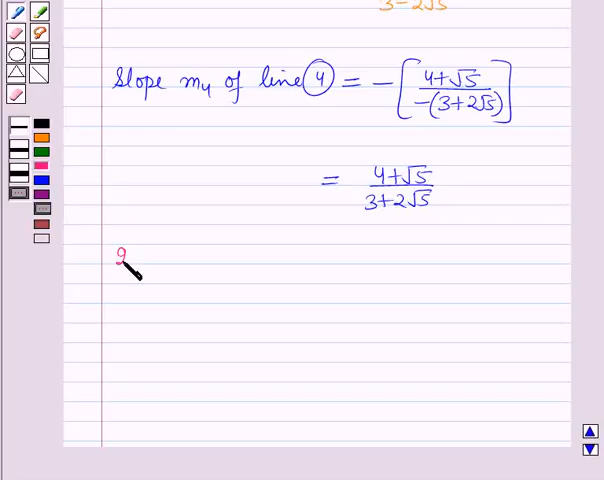 3-2√5
Slope m₄ of line ④ = -[4+√5 / -(3+2√5)]
= 4+√5 / 3+2√5